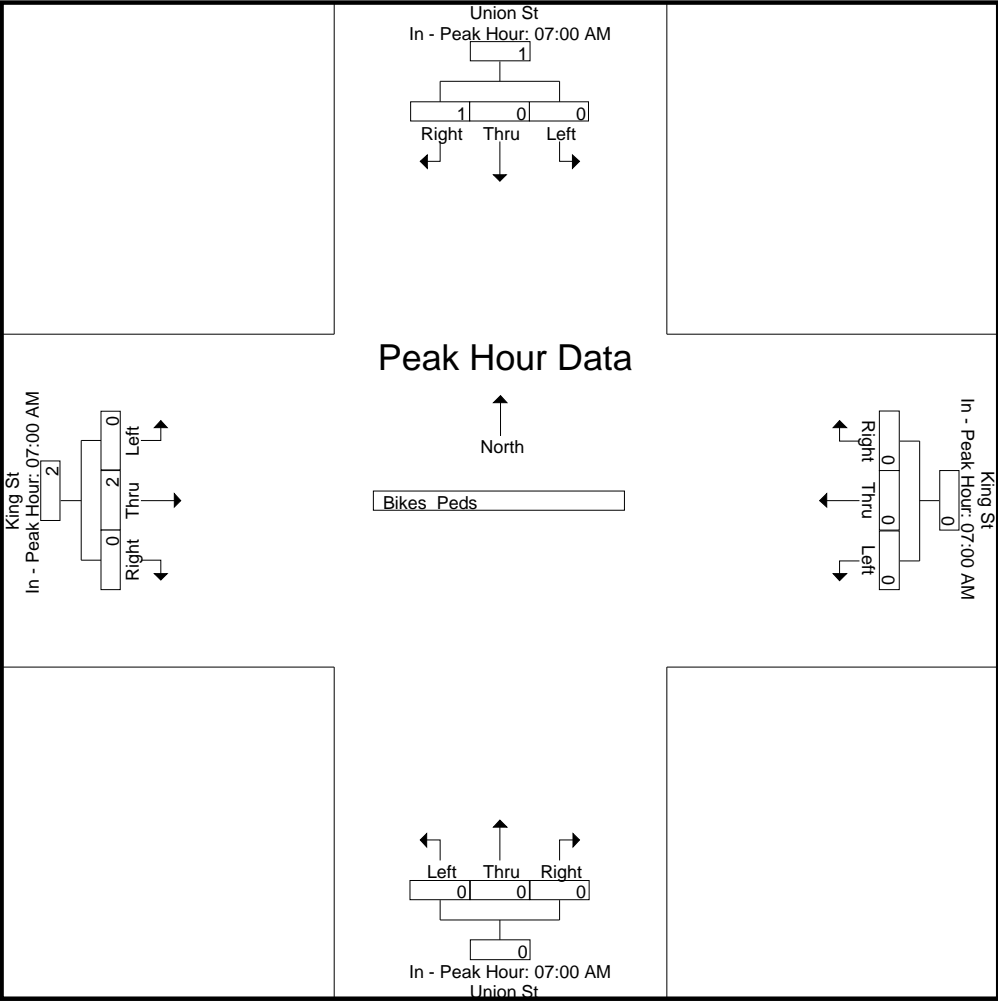 Union St
In - Peak Hour: 07:00 AM
1
1 0 0
Right Thru Left
Peak Hour Data
North
Bikes Peds
King St
In - Peak Hour: 07:00 AM
2
0 2 0
Left Thru Right
King St
In - Peak Hour: 07:00 AM
0
0 0 0
Right Thru Left
Left Thru Right
0 0 0
0
In - Peak Hour: 07:00 AM
Union St